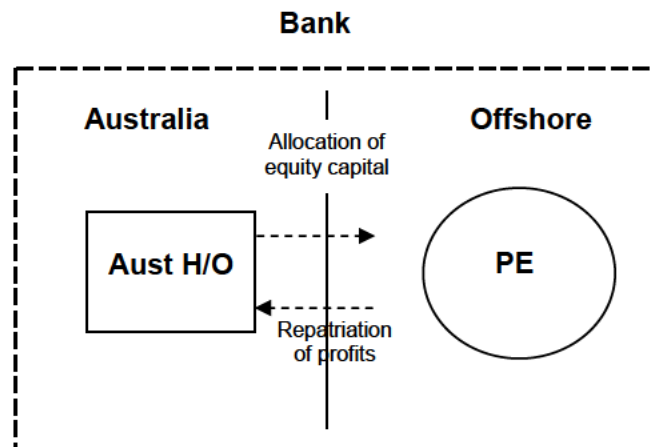 Bank
Australia
Offshore
Allocation of
equity capital
Aust H/O
PE
Repatriation
of profits